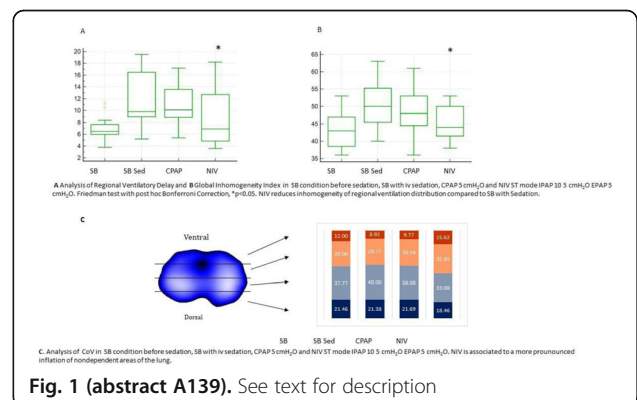 A
B
*
*
20
18
16
14
12
10
8
6
4
2
65
60
55
50
45
40
35
SB
SB Sed
CPAP
NIV
SB
SB Sed
CPAP
NIV
A Analysis of Regional Ventilatory Delay and B Global Inhomogeneity Index in SB condition before sedation, SB with iv sedation, CPAP 5 cmH2O and NIV ST mode IPAP 10 5 cmH2O EPAP 5
cmH2O. Friedman test with post hoc Bonferroni Correction, *p<0.05. NIV reduces inhomogeneity of regional ventilation distribution compared to SB with Sedation.
C
Ventral
Dorsal
12.00 8.92 9.77 15.62
37.77 40.00 38.08 33.08
21.46 21.38 21.69 18.46
SB SB Sed CPAP NIV
C. Analysis of CoV in SB condition before sedation, SB with iv sedation, CPAP 5 cmH2O and NIV ST mode IPAP 10 5 cmH2O EPAP 5 cmH2O. NIV is associated to a more prounounced
inflation of nondependent areas of the lung.
Fig. 1 (abstract A139). See text for description